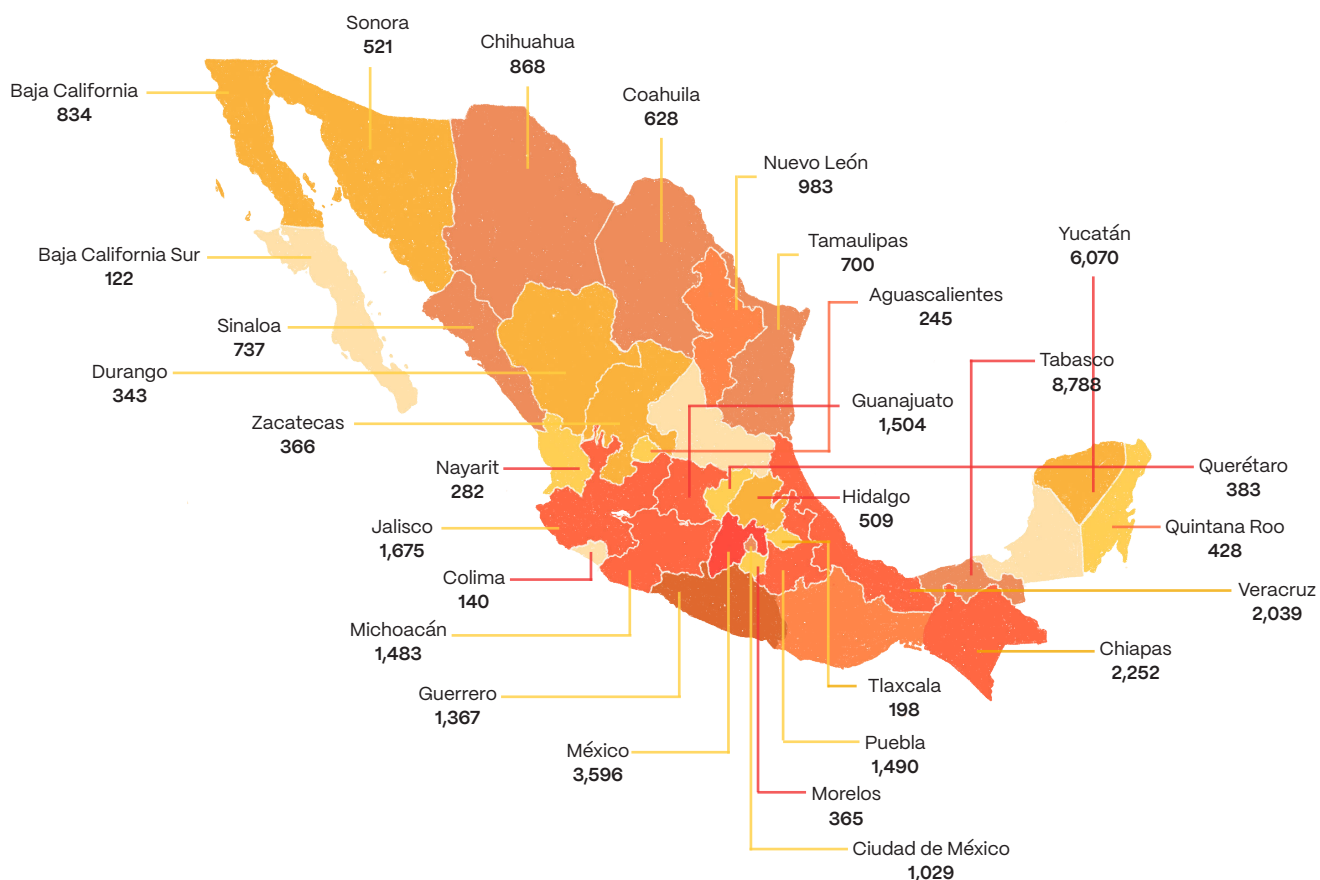 Sonora
521
Chihuahua
868
Baja California
834
Coahuila
628
Nuevo León
983
Yucatán
6,070
Tamaulipas
700
Baja California Sur
122
Aguascalientes
245
Sinaloa
737
Tabasco
8,788
Durango
343
Guanajuato
1,504
Zacatecas
366
Nayarit
282
Querétaro
383
Hidalgo
509
Jalisco
1,675
Quintana Roo
428
Colima
140
Veracruz
2,039
Michoacán
1,483
Chiapas
2,252
Guerrero
1,367
Tlaxcala
198
México
3,596
Puebla
1,490
Morelos
365
Ciudad de México
1,029